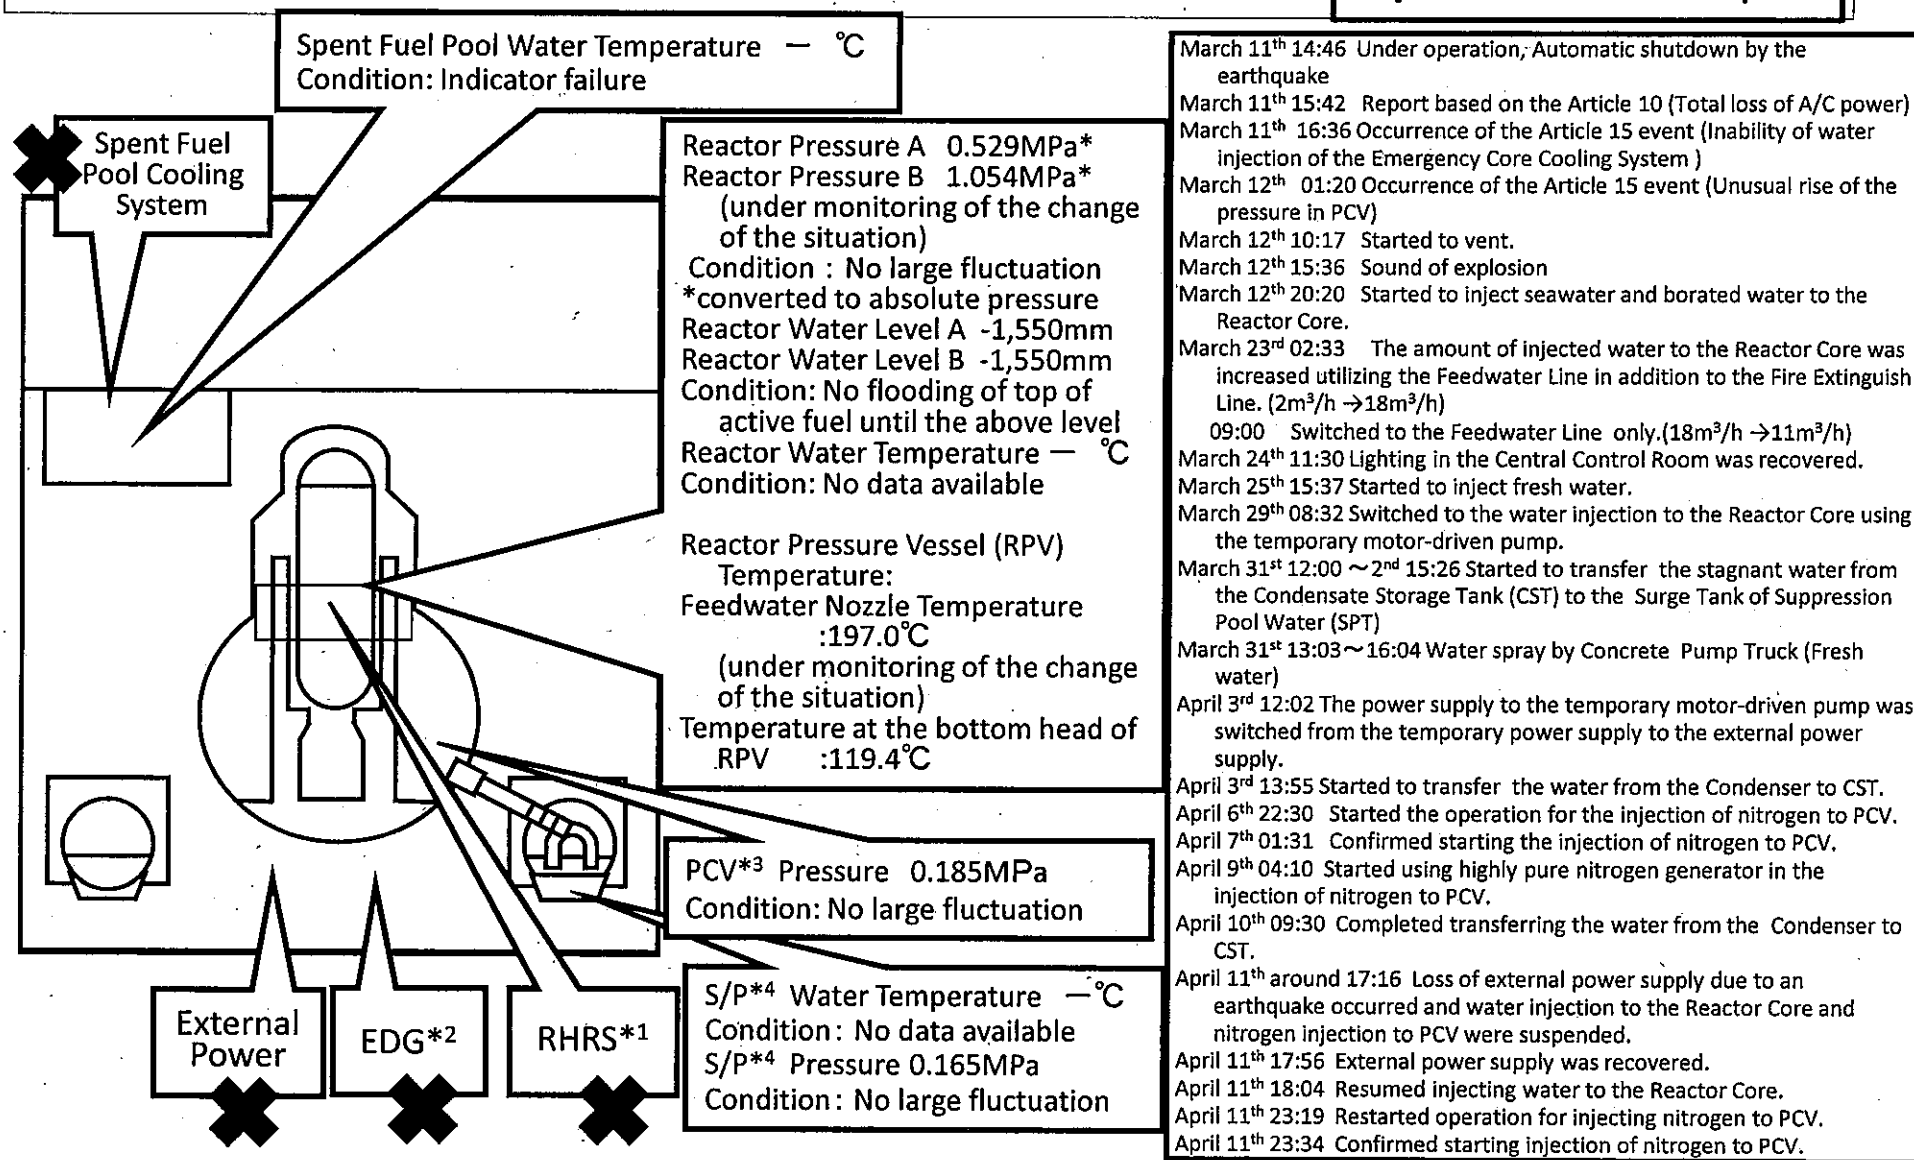 Spent Fuel Pool Water Temperature — ℃
Condition: Indicator failure
Spent Fuel
Pool Cooling
System
Reactor Pressure A 0.529MPa*
Reactor Pressure B 1.054MPa*
(under monitoring of the change
of the situation)
Condition : No large fluctuation
*converted to absolute pressure
Reactor Water Level A -1,550mm
Reactor Water Level B -1,550mm
Condition: No flooding of top of
active fuel until the above level
Reactor Water Temperature — ℃
Condition: No data available
Reactor Pressure Vessel (RPV)
Temperature:
Feedwater Nozzle Temperature
:197.0℃
(under monitoring of the change
of the situation)
Temperature at the bottom head of
RPV :119.4℃
PCV*3 Pressure 0.185MPa
Condition: No large fluctuation
S/P*4 Water Temperature —℃
Condition: No data available
S/P*4 Pressure 0.165MPa
Condition: No large fluctuation
External
Power
EDG*2
RHRS*1
March 11th 14:46 Under operation, Automatic shutdown by the
earthquake
March 11th 15:42 Report based on the Article 10 (Total loss of A/C power)
March 11th 16:36 Occurrence of the Article 15 event (Inability of water
injection of the Emergency Core Cooling System )
March 12th 01:20 Occurrence of the Article 15 event (Unusual rise of the
pressure in PCV)
March 12th 10:17 Started to vent.
March 12th 15:36 Sound of explosion
March 12th 20:20 Started to inject seawater and borated water to the
Reactor Core.
March 23rd 02:33 The amount of injected water to the Reactor Core was
increased utilizing the Feedwater Line in addition to the Fire Extinguish
Line. (2m³/h →18m³/h)
09:00 Switched to the Feedwater Line only.(18m³/h →11m³/h)
March 24th 11:30 Lighting in the Central Control Room was recovered.
March 25th 15:37 Started to inject fresh water.
March 29th 08:32 Switched to the water injection to the Reactor Core using
the temporary motor-driven pump.
March 31st 12:00 ～2nd 15:26 Started to transfer the stagnant water from
the Condensate Storage Tank (CST) to the Surge Tank of Suppression
Pool Water (SPT)
March 31st 13:03～16:04 Water spray by Concrete Pump Truck (Fresh
water)
April 3rd 12:02 The power supply to the temporary motor-driven pump was
switched from the temporary power supply to the external power
supply.
April 3rd 13:55 Started to transfer the water from the Condenser to CST.
April 6th 22:30 Started the operation for the injection of nitrogen to PCV.
April 7th 01:31 Confirmed starting the injection of nitrogen to PCV.
April 9th 04:10 Started using highly pure nitrogen generator in the
injection of nitrogen to PCV.
April 10th 09:30 Completed transferring the water from the Condenser to
CST.
April 11th around 17:16 Loss of external power supply due to an
earthquake occurred and water injection to the Reactor Core and
nitrogen injection to PCV were suspended.
April 11th 17:56 External power supply was recovered.
April 11th 18:04 Resumed injecting water to the Reactor Core.
April 11th 23:19 Restarted operation for injecting nitrogen to PCV.
April 11th 23:34 Confirmed starting injection of nitrogen to PCV.